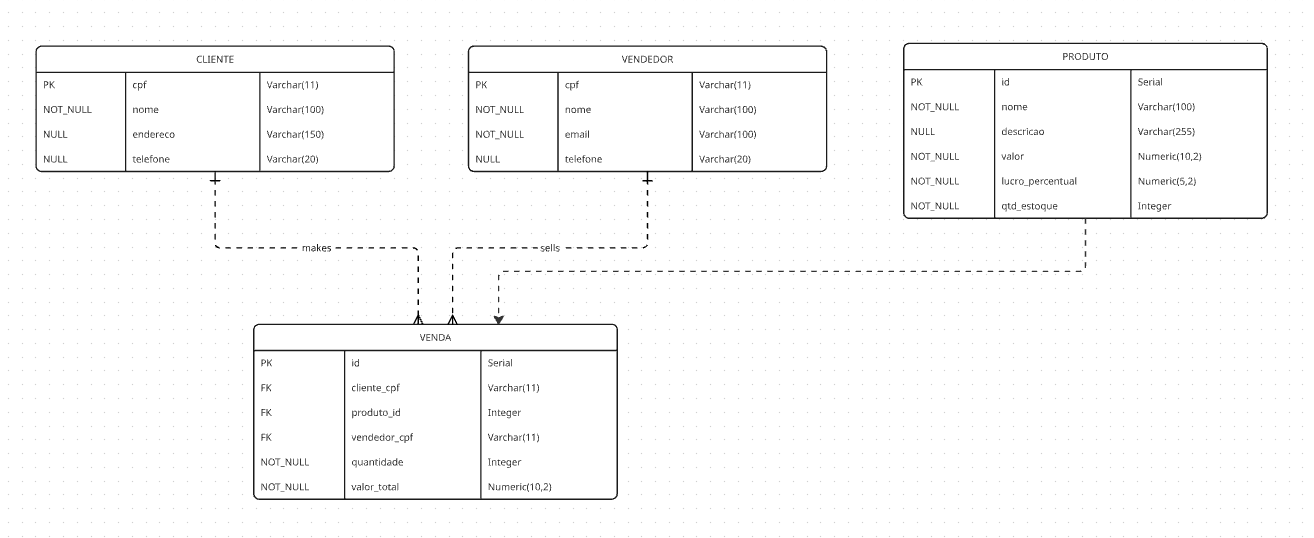 CLIENTE
PK cpf Varchar(11)
NOT_NULL nome Varchar(100)
NULL endereco Varchar(150)
NULL telefone Varchar(20)
VENDEDOR
PK cpf Varchar(11)
NOT_NULL nome Varchar(100)
NOT_NULL email Varchar(100)
NULL telefone Varchar(20)
PRODUTO
PK id Serial
NOT_NULL nome Varchar(100)
NULL descricao Varchar(255)
NOT_NULL valor Numeric(10,2)
NOT_NULL lucro_percentual Numeric(5,2)
NOT_NULL qtd_estoque Integer
makes
sells
VENDA
PK id Serial
FK cliente_cpf Varchar(11)
FK produto_id Integer
FK vendedor_cpf Varchar(11)
NOT_NULL quantidade Integer
NOT_NULL valor_total Numeric(10,2)